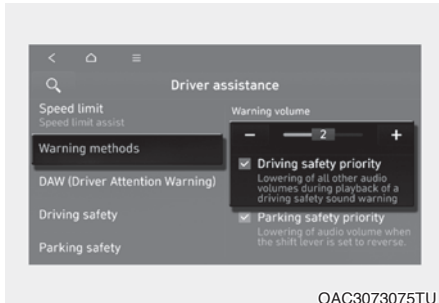 Driver assistance
Speed limit
Speed limit assist
Warning methods
DAW (Driver Attention Warning)
Driving safety
Parking safety
Warning volume
− 2 +
Driving safety priority
Lowering of all other audio
volumes during playback of a
driving safety sound warning
Parking safety priority
Lowering of audio volume when
the shift lever is set to reverse.
OAC3073075TU